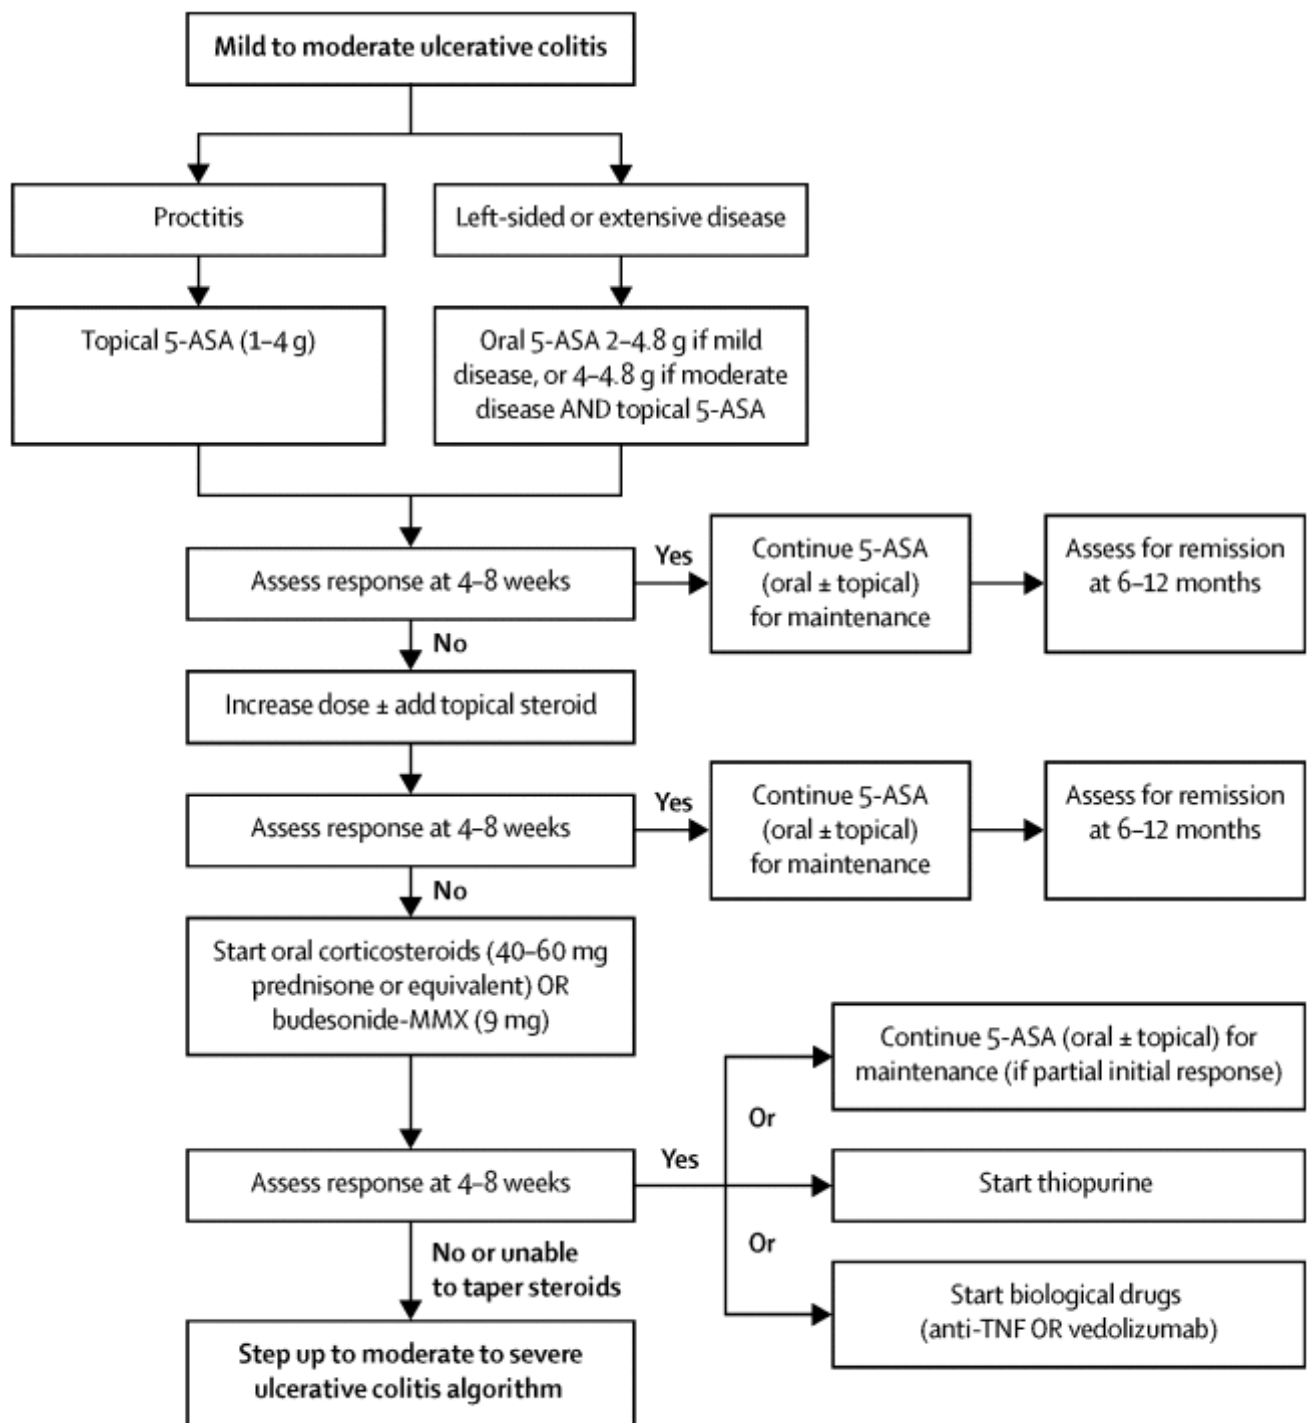 Mild to moderate ulcerative colitis
Proctitis
Left-sided or extensive disease
Topical 5-ASA (1–4 g)
Oral 5-ASA 2–4.8 g if mild
disease, or 4–4.8 g if moderate
disease AND topical 5-ASA
Assess response at 4–8 weeks
Yes
Continue 5-ASA
(oral ± topical)
for maintenance
Assess for remission
at 6–12 months
No
Increase dose ± add topical steroid
Assess response at 4–8 weeks
Yes
Continue 5-ASA
(oral ± topical)
for maintenance
Assess for remission
at 6–12 months
No
Start oral corticosteroids (40–60 mg
prednisone or equivalent) OR
budesonide-MMX (9 mg)
Assess response at 4–8 weeks
Yes
Continue 5-ASA (oral ± topical) for
maintenance (if partial initial response)
Or
Start thiopurine
Or
Start biological drugs
(anti-TNF OR vedolizumab)
No or unable
to taper steroids
Step up to moderate to severe
ulcerative colitis algorithm